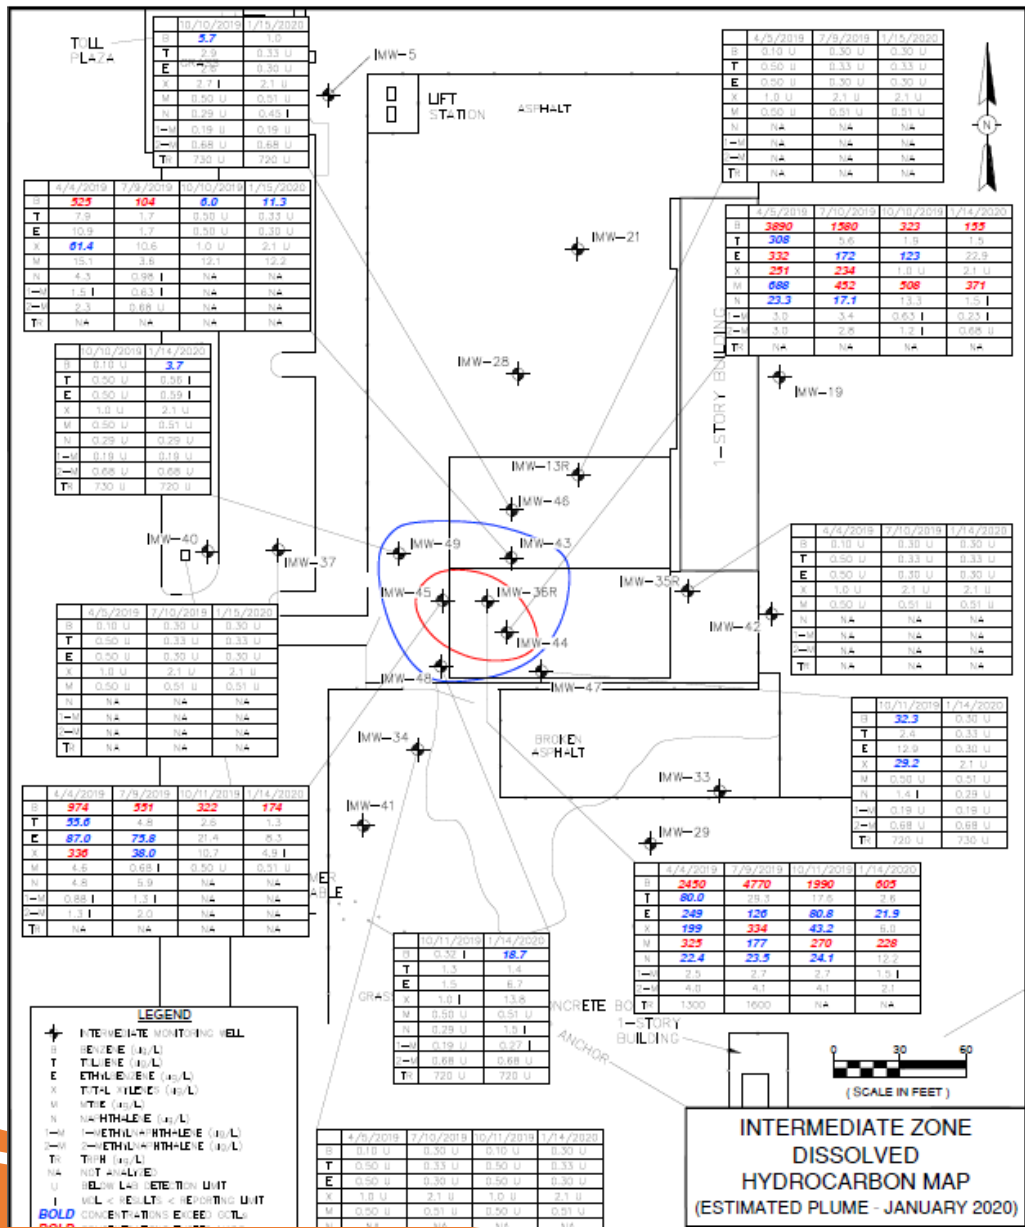 TOLL
PLAZA
GRASS
10/10/2019 1/15/2020
B 5.7 1.0
T 2.9 0.33 U
E 0.30 U
X 2.7 I 2.1 U
M 0.50 U 0.51 U
N 0.29 U 0.45 I
1-M 0.19 U 0.19 U
2-M 0.68 U 0.68 U
TR 730 U 720 U
IMW-5
LIFT
STATION
ASPHALT
4/5/2019 7/9/2019 1/15/2020
B 0.10 U 0.30 U 0.30 U
T 0.50 U 0.33 U 0.33 U
E 0.50 U 0.30 U 0.30 U
X 1.0 U 2.1 U 2.1 U
M 0.50 U 0.51 U 0.51 U
N NA NA NA
1-M NA NA NA
2-M NA NA NA
TR NA NA NA
N
4/4/2019 7/9/2019 10/10/2019 1/15/2020
B 525 104 6.0 11.3
T 7.9 1.7 0.50 U 0.33 U
E 10.9 1.7 0.50 U 0.30 U
X 61.4 10.6 1.0 U 2.1 U
M 15.1 3.6 12.1 12.2
N 4.3 0.98 I NA NA
1-M 1.5 I 0.63 I NA NA
2-M 2.3 0.68 U NA NA
TR NA NA NA NA
4/5/2019 7/10/2019 10/10/2019 1/14/2020
B 3890 1580 323 155
T 308 5.6 1.9 1.5
E 332 172 123 22.9
X 251 234 1.0 U 2.1 U
M 688 452 508 371
N 23.3 17.1 13.3 1.5 I
1-M 3.0 3.4 0.63 I 0.23 I
2-M 3.0 2.8 1.2 I 0.68 U
TR NA NA NA NA
IMW-21
1-STORY BUILDING
IMW-28
IMW-19
10/10/2019 1/14/2020
B 0.10 U 3.7
T 0.50 U 0.56 I
E 0.50 U 0.59 I
X 1.0 U 2.1 U
M 0.50 U 0.51 U
N 0.29 U 0.29 U
1-M 0.19 U 0.19 U
2-M 0.68 U 0.68 U
TR 730 U 720 U
IMW-13R
IMW-46
IMW-40
IMW-37
IMW-49
IMW-43
IMW-35R
IMW-45
IMW-36R
IMW-42
IMW-44
IMW-48
IMW-47
4/4/2019 7/10/2019 1/14/2020
B 0.10 U 0.30 U 0.30 U
T 0.50 U 0.33 U 0.33 U
E 0.50 U 0.30 U 0.30 U
X 1.0 U 2.1 U 2.1 U
M 0.50 U 0.51 U 0.51 U
N NA NA NA
1-M NA NA NA
2-M NA NA NA
TR NA NA NA
4/5/2019 7/10/2019 1/15/2020
B 0.10 U 0.30 U 0.30 U
T 0.50 U 0.33 U 0.33 U
E 0.50 U 0.30 U 0.30 U
X 1.0 U 2.1 U 2.1 U
M 0.50 U 0.51 U 0.51 U
N NA NA NA
1-M NA NA NA
2-M NA NA NA
TR NA NA NA
10/11/2019 1/14/2020
B 32.3 0.30 U
T 2.4 0.33 U
E 12.9 0.30 U
X 29.2 2.1 U
M 0.50 U 0.51 U
N 1.4 I 0.29 U
1-M 0.19 U 0.19 U
2-M 0.68 U 0.68 U
TR 720 U 730 U
IMW-34
BROKEN
ASPHALT
IMW-33
IMW-41
IMW-29
4/4/2019 7/9/2019 10/11/2019 1/14/2020
B 974 551 322 174
T 55.6 4.8 2.6 1.3
E 87.0 75.8 21.4 8.3
X 336 38.0 10.7 4.9 I
M 4.6 0.68 I 0.50 U 0.51 U
N 4.8 5.9 NA NA
1-M 0.88 I 1.3 I NA NA
2-M 1.3 I 2.0 NA NA
TR NA NA NA NA
4/4/2019 7/9/2019 10/11/2019 1/14/2020
B 2450 4770 1990 605
T 80.0 29.3 17.6 2.6
E 249 126 80.8 21.9
X 199 334 43.2 6.0
M 325 177 270 228
N 22.4 23.5 24.1 12.2
1-M 2.5 2.7 2.7 1.5 I
2-M 4.0 4.1 4.1 2.1
TR 1300 1600 NA NA
10/11/2019 1/14/2020
B 0.32 I 18.7
T 1.3 1.4
E 1.5 6.7
X 1.0 I 13.8
M 0.50 U 0.51 U
N 0.29 U 1.5 I
1-M 0.19 U 0.27 I
2-M 0.68 U 0.68 U
TR 720 U 720 U
GRASS
ANCHOR
1-STORY
BUILDING
LEGEND
INTERMEDIATE MONITORING WELL
B BENZENE (ug/L)
T TOLUENE (ug/L)
E ETHYLBENZENE (ug/L)
X TOTAL XYLENES (ug/L)
M MTBE (ug/L)
N NAPHTHALENE (ug/L)
1-M 1-METHYLNAPHTHALENE (ug/L)
2-M 2-METHYLNAPHTHALENE (ug/L)
TR TRPH (ug/L)
NA NOT ANALYZED
U BELOW LAB DETECTION LIMIT
I MDL < RESULTS < REPORTING LIMIT
BOLD CONCENTRATIONS EXCEED GCTLs
4/5/2019 7/10/2019 10/11/2019 1/14/2020
B 0.10 U 0.30 U 0.10 U 0.30 U
T 0.50 U 0.33 U 0.50 U 0.33 U
E 0.50 U 0.30 U 0.50 U 0.30 U
X 1.0 U 2.1 U 1.0 U 2.1 U
M 0.50 U 0.51 U 0.50 U 0.51 U
0 30 60
( SCALE IN FEET )
INTERMEDIATE ZONE
DISSOLVED
HYDROCARBON MAP
(ESTIMATED PLUME - JANUARY 2020)